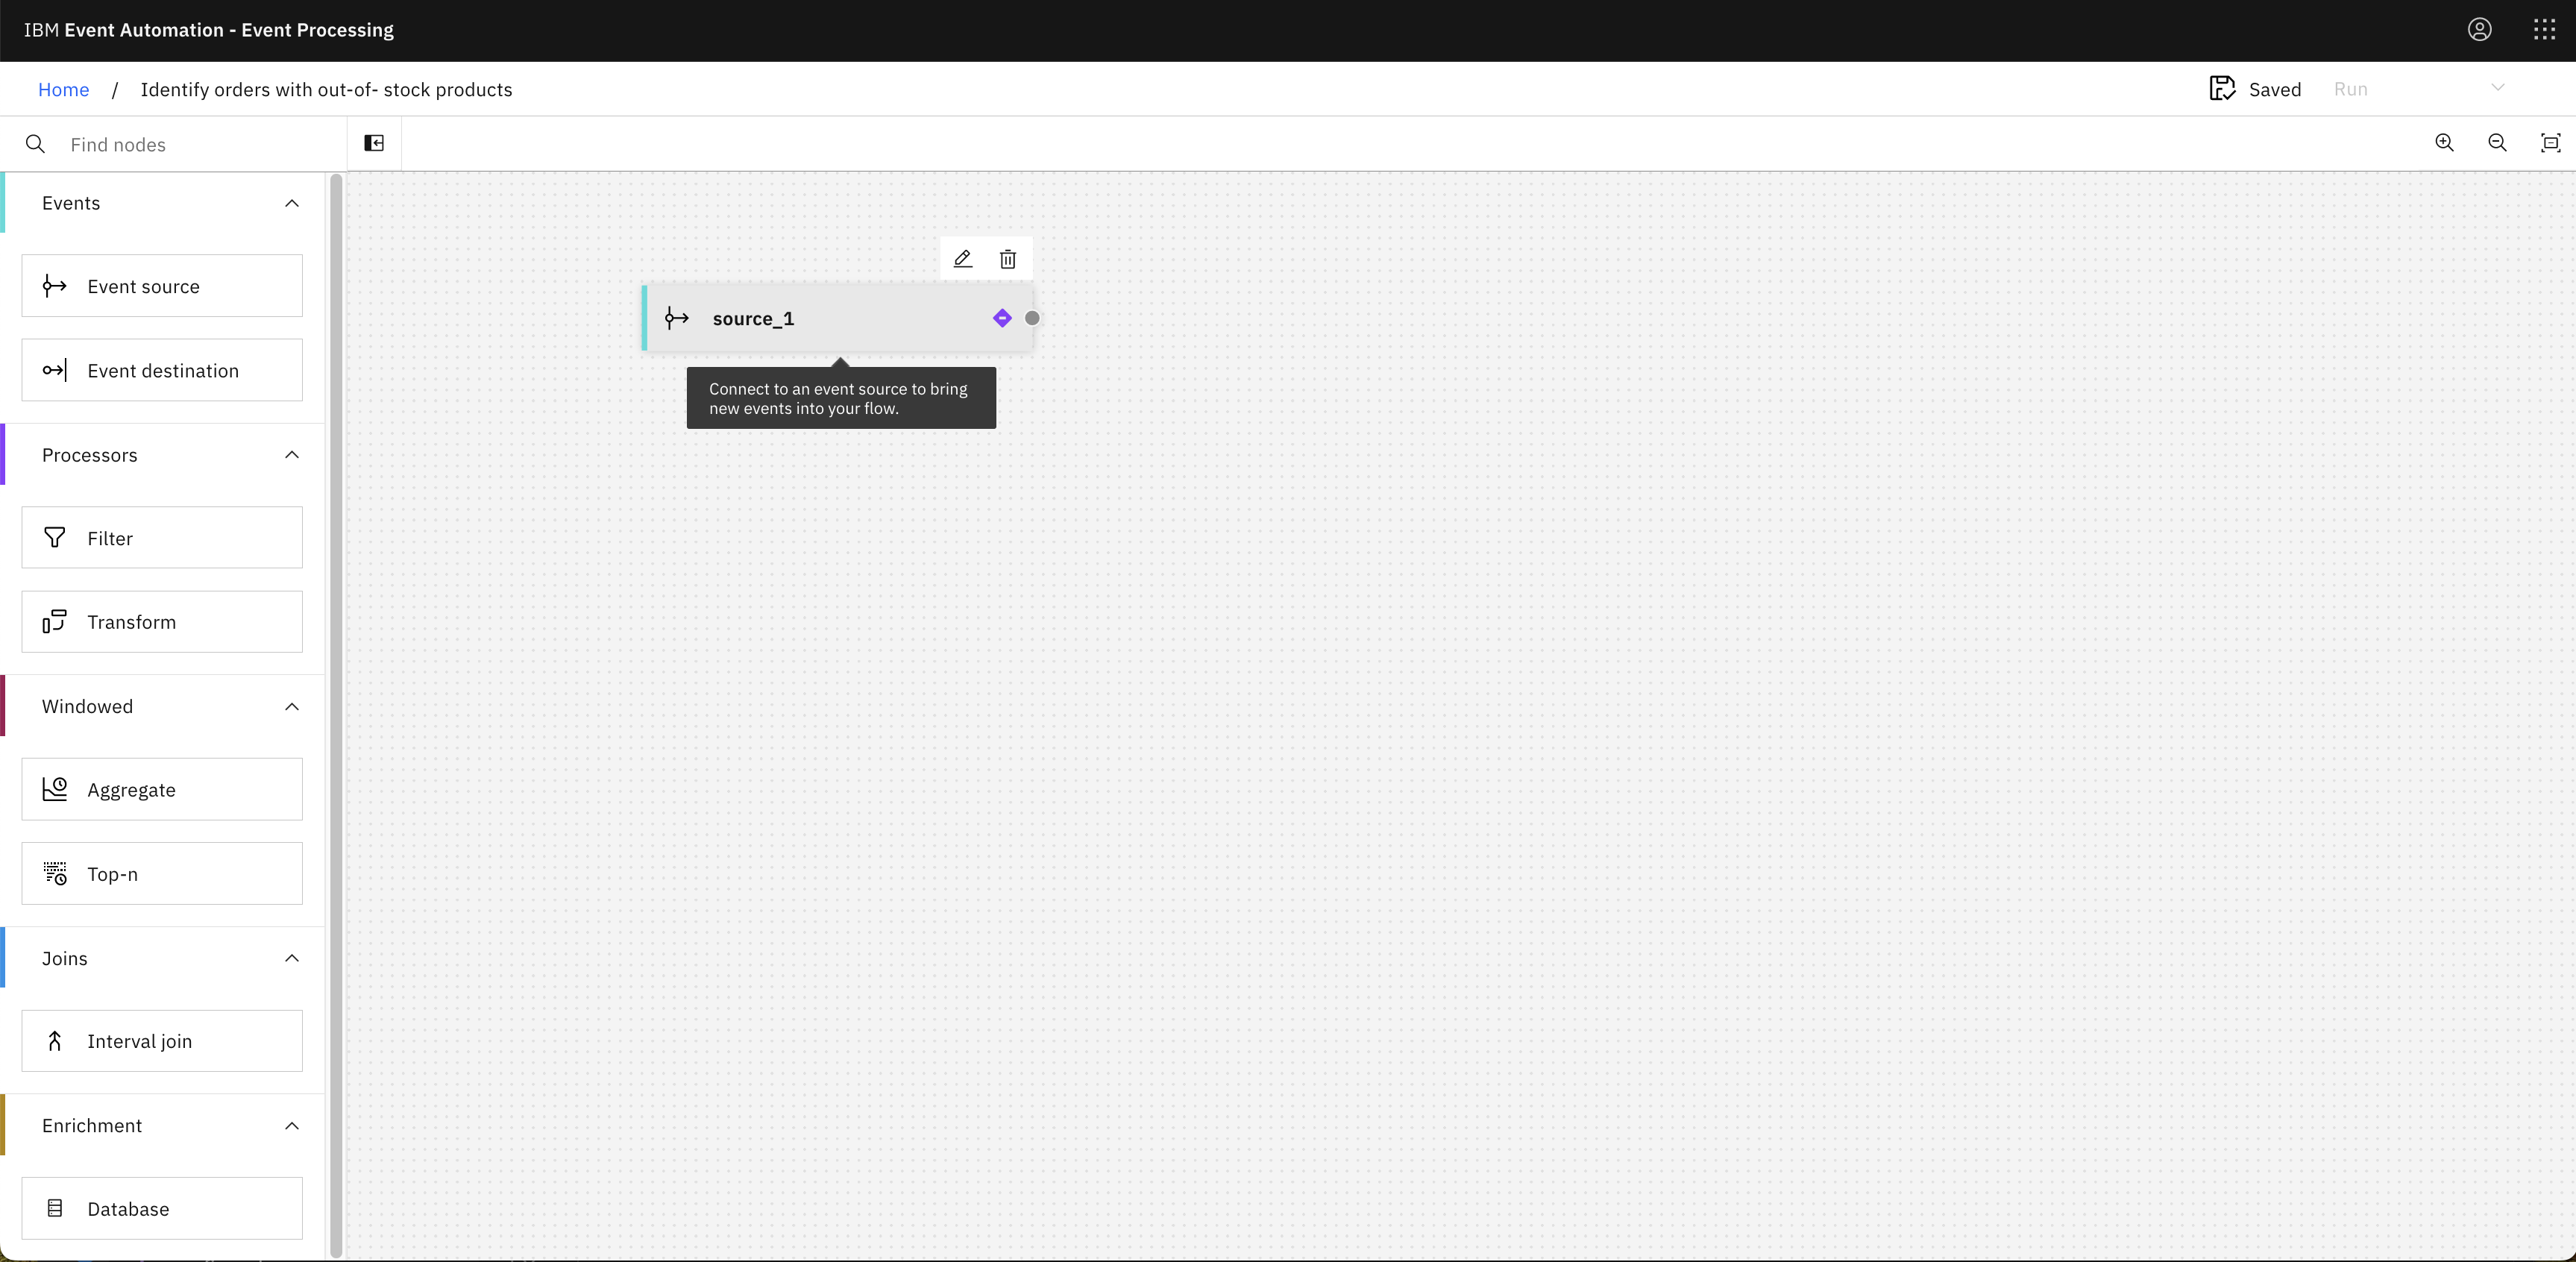 IBM Event Automation - Event Processing
Home / Identify orders with out-of- stock products
Saved
Run
Find nodes
Events
Event source
Event destination
Processors
Filter
Transform
Windowed
Aggregate
Top-n
Joins
Interval join
Enrichment
Database
source_1
Connect to an event source to bring
new events into your flow.